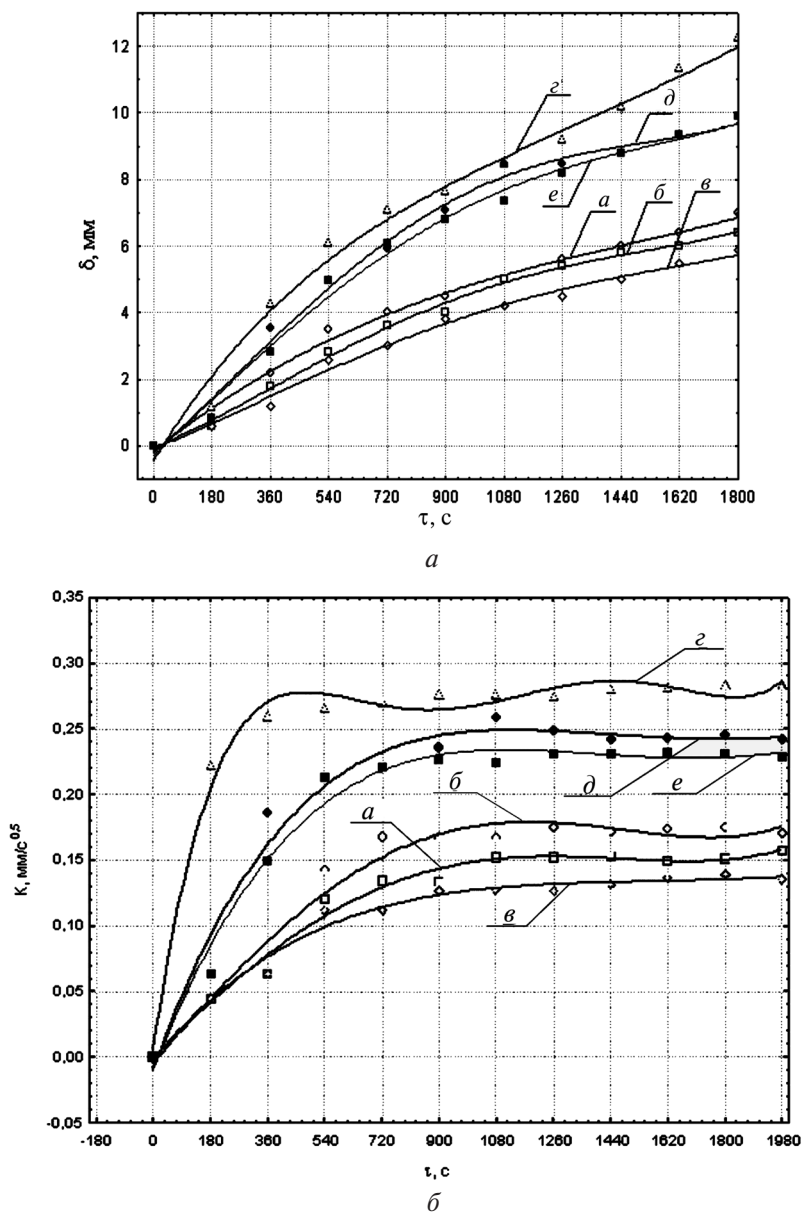 12
10
8
6
4
2
0
δ, мм
г
д
е
а
б
в
0 180 360 540 720 900 1080 1260 1440 1620 1800
τ, с
а
0,35
0,30
0,25
0,20
0,15
0,10
0,05
0,00
-0,05
К, мм/с^0,5
г
б
д
е
а
в
-180 0 180 360 540 720 900 1080 1260 1440 1620 1800 1980
τ, с
б